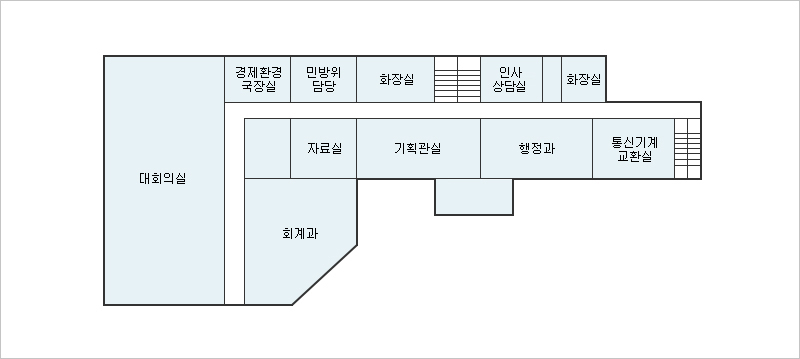 경제환경
국장실
민방위
담당
화장실
인사
상담실
화장실
자료실
기획관실
행정과
통신기계
교환실
대회의실
회계과